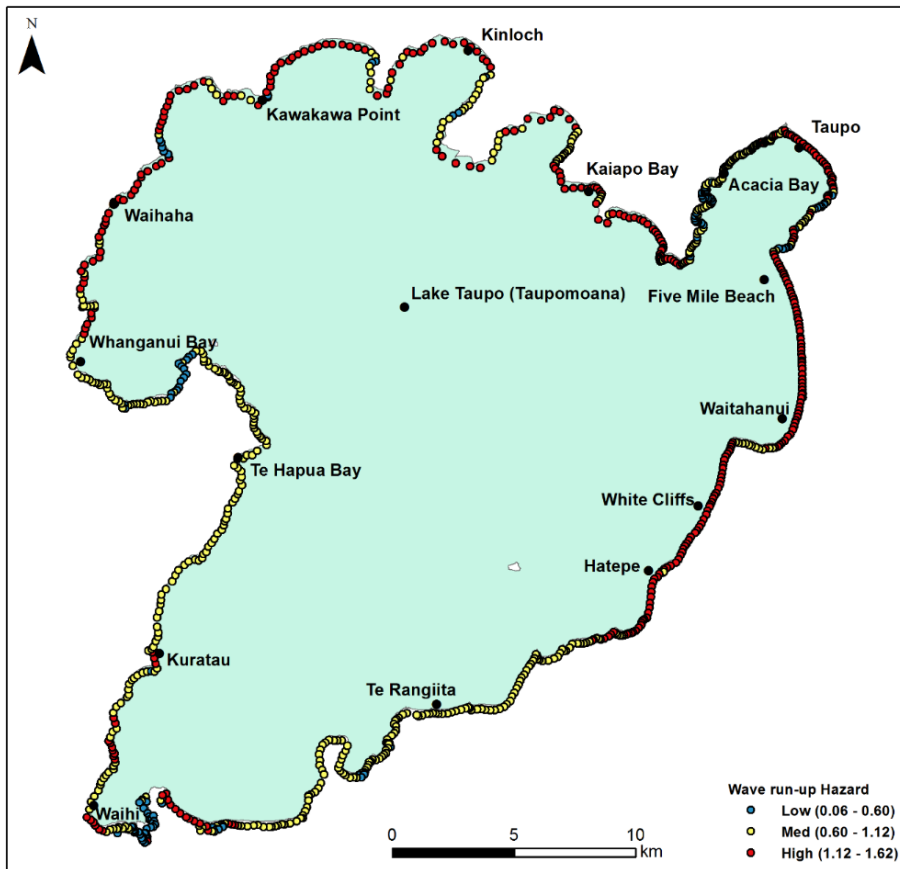 N
Kinloch
Kawakawa Point
Taupo
Kaiapo Bay
Acacia Bay
Waihaha
Lake Taupo (Taupomoana)
Five Mile Beach
Whanganui Bay
Waitahanui
Te Hapua Bay
White Cliffs
Hatepe
Kuratau
Te Rangiita
Waihi
Wave run-up Hazard
Low (0.06 - 0.60)
Med (0.60 - 1.12)
High (1.12 - 1.62)
0 5 10
km